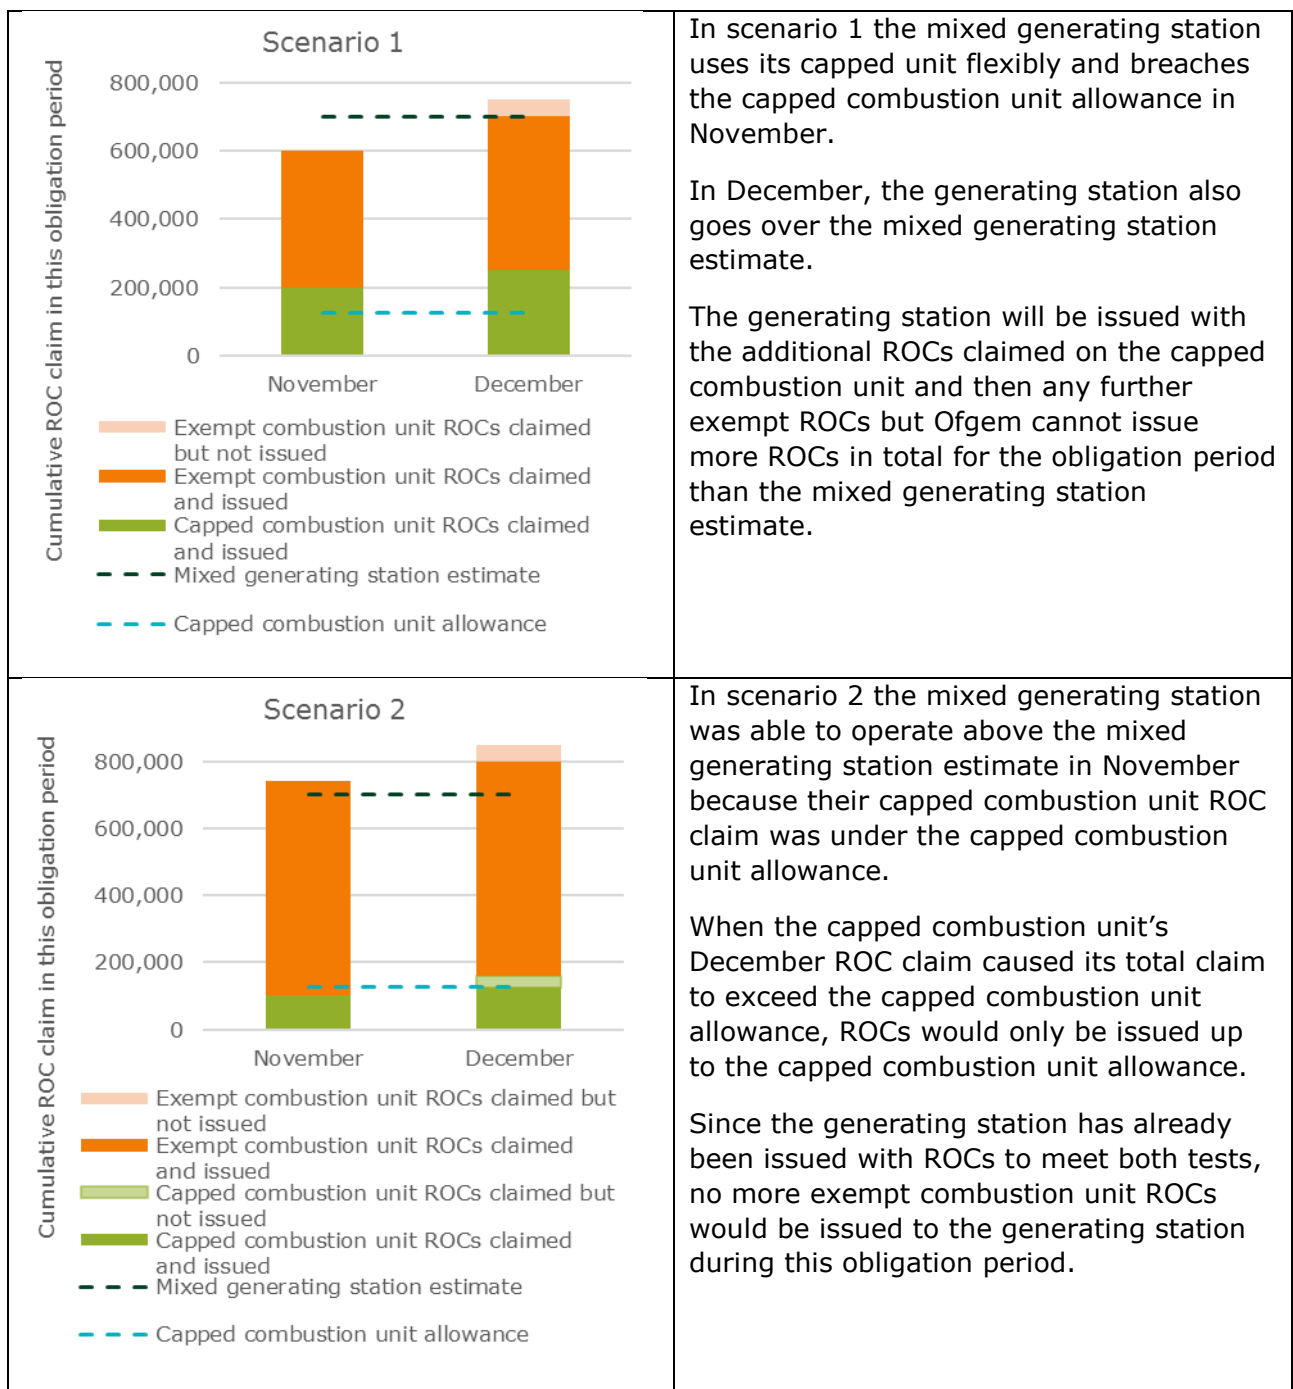 Scenario 1
Cumulative ROC claim in this obligation period
800,000
600,000
400,000
200,000
0
November
December
Exempt combustion unit ROCs claimed
but not issued
Exempt combustion unit ROCs claimed
and issued
Capped combustion unit ROCs claimed
and issued
Mixed generating station estimate
Capped combustion unit allowance
In scenario 1 the mixed generating station
uses its capped unit flexibly and breaches
the capped combustion unit allowance in
November.
In December, the generating station also
goes over the mixed generating station
estimate.
The generating station will be issued with
the additional ROCs claimed on the capped
combustion unit and then any further
exempt ROCs but Ofgem cannot issue
more ROCs in total for the obligation period
than the mixed generating station
estimate.
Scenario 2
Cumulative ROC claim in this obligation period
800,000
600,000
400,000
200,000
0
November
December
Exempt combustion unit ROCs claimed but
not issued
Exempt combustion unit ROCs claimed
and issued
Capped combustion unit ROCs claimed but
not issued
Capped combustion unit ROCs claimed
and issued
Mixed generating station estimate
Capped combustion unit allowance
In scenario 2 the mixed generating station
was able to operate above the mixed
generating station estimate in November
because their capped combustion unit ROC
claim was under the capped combustion
unit allowance.
When the capped combustion unit’s
December ROC claim caused its total claim
to exceed the capped combustion unit
allowance, ROCs would only be issued up
to the capped combustion unit allowance.
Since the generating station has already
been issued with ROCs to meet both tests,
no more exempt combustion unit ROCs
would be issued to the generating station
during this obligation period.